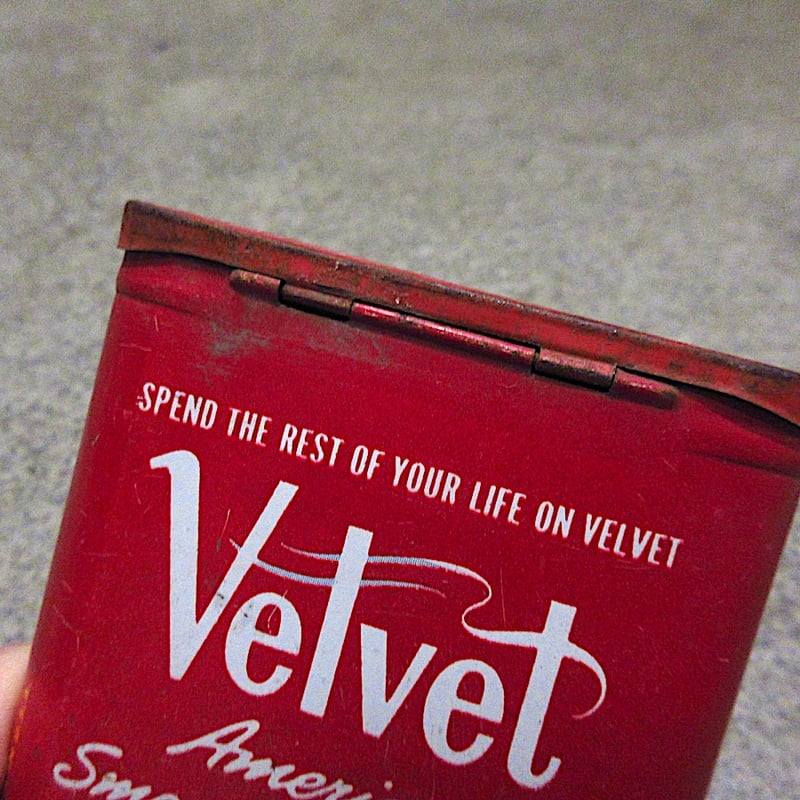 SPEND THE REST OF YOUR LIFE ON VELVET
Velvet